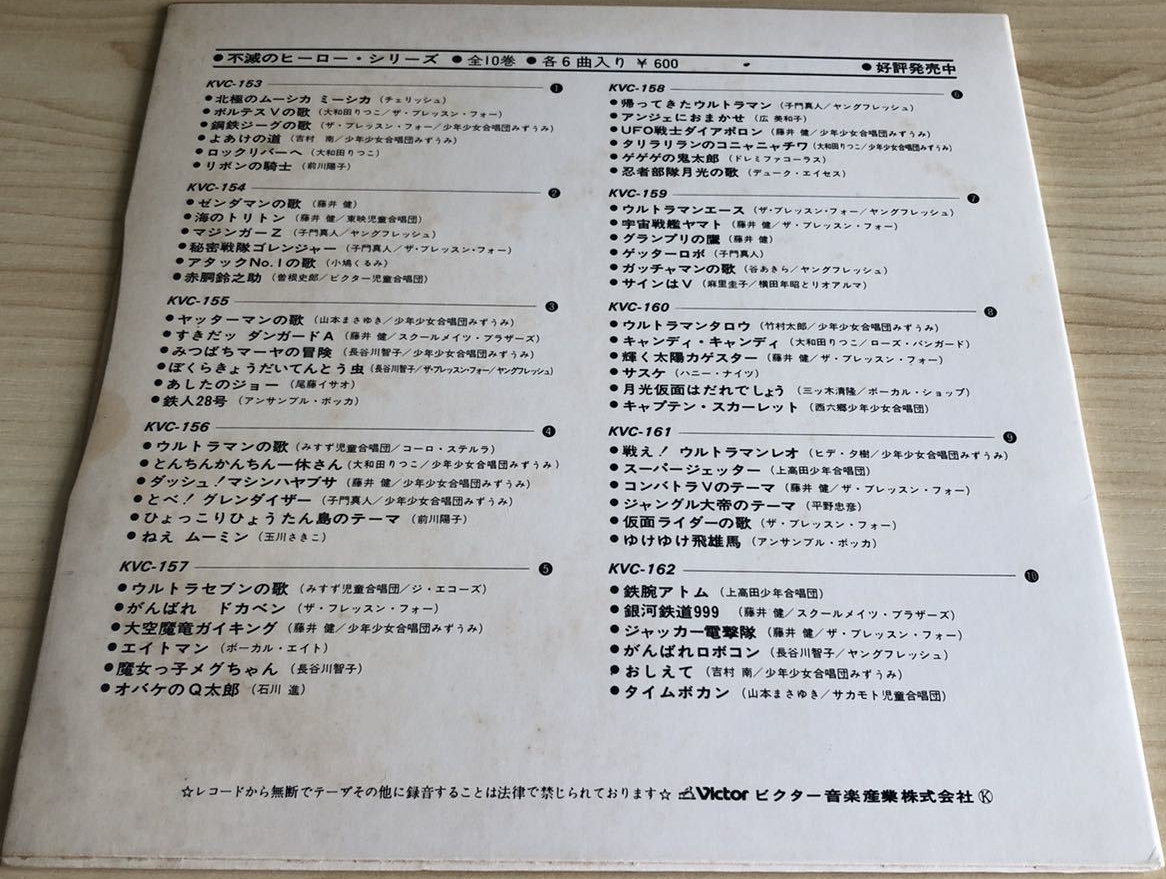 ●不滅のヒーロー・シリーズ ●全10巻 ●各6曲入り ¥600 ●好評発売中
KVC-153 ❶
●北極のムーシカ ミーシカ (チェリッシュ)
●ボルテスVの歌 (大和田りつこ/ザ・ブレッスン・フォー)
●鋼鉄ジーグの歌 (ザ・ブレッスン・フォー/少年少女合唱団みずうみ)
●よあけの道 (吉村 南/少年少女合唱団みずうみ)
●ロックリバーへ (大和田りつこ)
●リボンの騎士 (前川陽子)
KVC-154 ❷
●ゼンダマンの歌 (藤井 健)
●海のトリトン (藤井 健/東映児童合唱団)
●マジンガーZ (子門真人/ヤングフレッシュ)
●秘密戦隊ゴレンジャー (子門真人/ザ・ブレッスン・フォー)
●アタックNo.1の歌 (小鳩くるみ)
●赤胴鈴之助 (曽根史郎/ビクター児童合唱団)
KVC-155 ❸
●ヤッターマンの歌 (山本まさゆき/少年少女合唱団みずうみ)
●すきだッ ダンガードA (藤井 健/スクールメイツ・ブラザーズ)
●みつばちマーヤの冒険 (長谷川智子/少年少女合唱団みずうみ)
●ぼくらきょうだいてんとう虫 (長谷川智子/ザ・ブレッスン・フォー/ヤングフレッシュ)
●あしたのジョー (尾藤イサオ)
●鉄人28号 (アンサンブル・ボッカ)
KVC-156 ❹
●ウルトラマンの歌 (みすず児童合唱団/コーロ・ステルラ)
●とんちんかんちん一休さん (大和田りつこ/少年少女合唱団みずうみ)
●ダッシュ!マシンハヤブサ (藤井 健/少年少女合唱団みずうみ)
●とべ! グレンダイザー (子門真人/少年少女合唱団みずうみ)
●ひょっこりひょうたん島のテーマ (前川陽子)
●ねえ ムーミン (玉川さきこ)
KVC-157 ❺
●ウルトラセブンの歌 (みすず児童合唱団/ジ・エコーズ)
●がんばれ ドカベン (ザ・フレッスン・フォー)
●大空魔竜ガイキング (藤井 健/少年少女合唱団みずうみ)
●エイトマン (ボーカル・エイト)
●魔女っ子メグちゃん (長谷川智子)
●オバケのQ太郎 (石川 進)
KVC-158 ❻
●帰ってきたウルトラマン (子門真人/ヤングフレッシュ)
●アンジェにおまかせ (広 美和子)
●UFO戦士ダイアポロン (藤井 健/少年少女合唱団みずうみ)
●タリラリランのコニャニャチワ (大和田りつこ/少年少女合唱団みずうみ)
●ゲゲゲの鬼太郎 (ドレミファコーラス)
●忍者部隊月光の歌 (デューク・エイセス)
KVC-159 ❼
●ウルトラマンエース (ザ・ブレッスン・フォー/ヤングフレッシュ)
●宇宙戦艦ヤマト (藤井 健/ザ・ブレッスン・フォー)
●グランプリの鷹 (藤井 健)
●ゲッターロボ (子門真人)
●ガッチャマンの歌 (谷あきら/ヤングフレッシュ)
●サインはV (麻里圭子/横田年昭とリオアルマ)
KVC-160 ❽
●ウルトラマンタロウ (竹村太郎/少年少女合唱団みずうみ)
●キャンディ・キャンディ (大和田りつこ/ローズ・バンガード)
●輝く太陽カゲスター (藤井 健/ザ・ブレッスン・フォー)
●サスケ (ハニー・ナイツ)
●月光仮面はだれでしょう (三ッ木清隆/ボーカル・ショップ)
●キャプテン・スカーレット (西六郷少年少女合唱団)
KVC-161 ❾
●戦え! ウルトラマンレオ (ヒデ・夕樹/少年少女合唱団みずうみ)
●スーパージェッター (上高田少年合唱団)
●コンバトラVのテーマ (藤井 健/ザ・ブレッスン・フォー)
●ジャングル大帝のテーマ (平野忠彦)
●仮面ライダーの歌 (ザ・ブレッスン・フォー)
●ゆけゆけ飛雄馬 (アンサンブル・ボッカ)
KVC-162 ❿
●鉄腕アトム (上高田少年合唱団)
●銀河鉄道999 (藤井 健/スクールメイツ・ブラザーズ)
●ジャッカー電撃隊 (藤井 健/ザ・ブレッスン・フォー)
●がんばれロボコン (長谷川智子/ヤングフレッシュ)
●おしえて (吉村 南/少年少女合唱団みずうみ)
●タイムボカン (山本まさゆき/サカモト児童合唱団)
☆レコードから無断でテープその他に録音することは法律で禁じられております☆ Victor ビクター音楽産業株式会社 Ⓚ